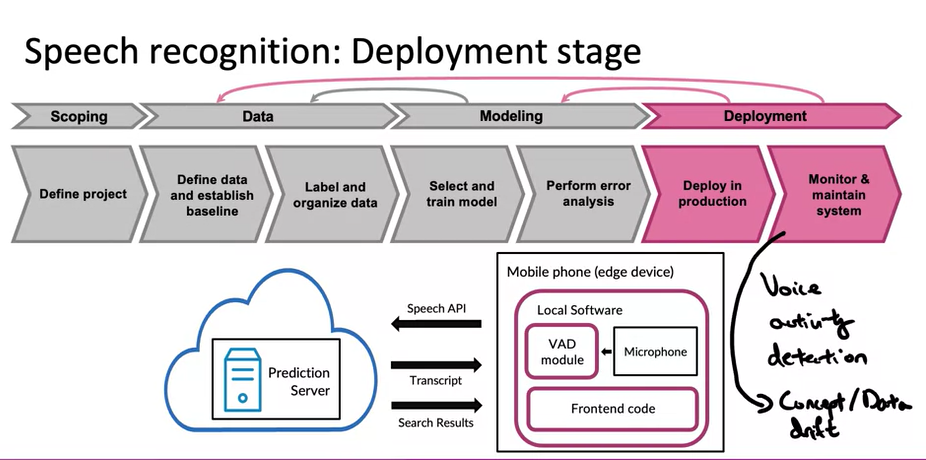 Speech recognition: Deployment stage
Scoping
Data
Modeling
Deployment
Define project
Define data
and establish
baseline
Label and
organize data
Select and
train model
Perform error
analysis
Deploy in
production
Monitor &
maintain
system
Prediction
Server
Speech API
Transcript
Search Results
Mobile phone (edge device)
Local Software
VAD
module
Microphone
Frontend code
Voice
activity
detection
Concept/Data
drift